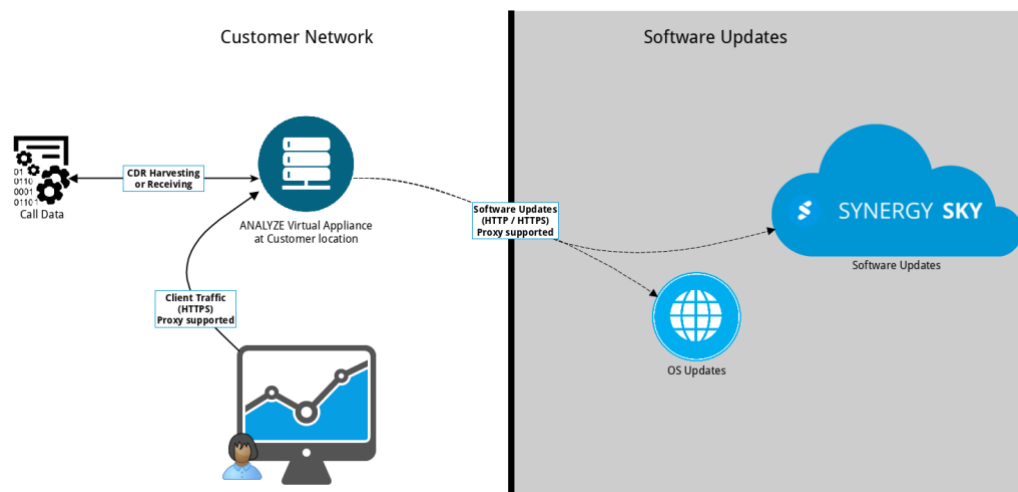 Customer Network
Software Updates
01
0110
0001
01101
Call Data
CDR Harvesting
or Receiving
ANALYZE Virtual Appliance
at Customer location
Software Updates
(HTTP / HTTPS)
Proxy supported
SYNERGY SKY
Software Updates
OS Updates
Client Traffic
(HTTPS)
Proxy supported